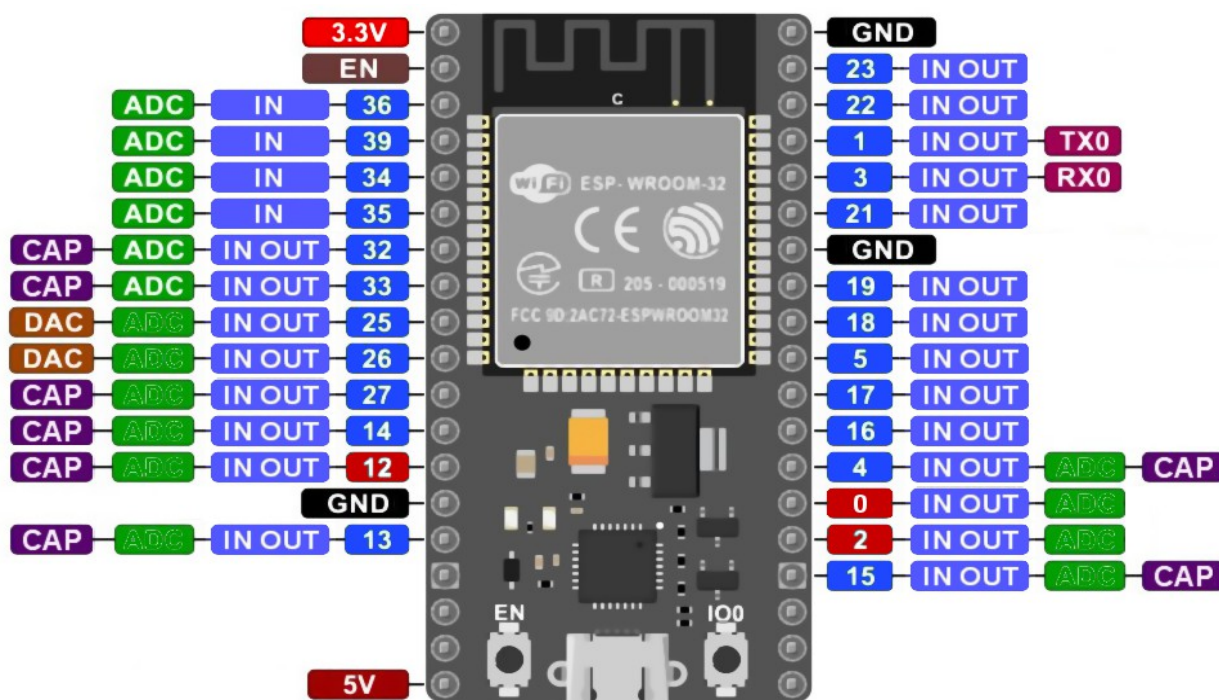 3.3V GND
EN 23 IN OUT
ADC IN 36 22 IN OUT
ADC IN 39 1 IN OUT TX0
ADC IN 34 3 IN OUT RX0
ADC IN 35 21 IN OUT
CAP ADC IN OUT 32 GND
CAP ADC IN OUT 33 19 IN OUT
DAC ADC IN OUT 25 18 IN OUT
DAC ADC IN OUT 26 5 IN OUT
CAP ADC IN OUT 27 17 IN OUT
CAP ADC IN OUT 14 16 IN OUT
CAP ADC IN OUT 12 4 IN OUT ADC CAP
GND 0 IN OUT ADC
CAP ADC IN OUT 13 2 IN OUT ADC
15 IN OUT ADC CAP
5V
C
WiFi ESP-WROOM-32
CE
R 205-000519
FCC 9D:2AC72-ESPWROOM32
EN IO0